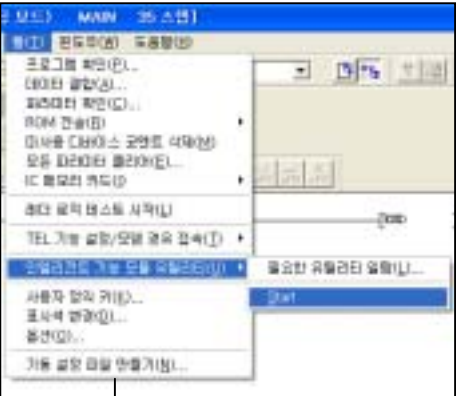 모드) MAIN 35 스텝]
툴(T) 윈도우(W) 도움말(H)
프로그램 확인(P)...
데이터 결합(A)...
파라미터 확인(C)...
ROM 전송(R)
미사용 디바이스 코멘트 삭제(M)
모든 파라미터 클리어(E)...
IC 메모리 카드(I)
래더 로직 테스트 시작(L)
TEL 기능 설정/모뎀 경유 접속(T)
인텔리전트 기능 모듈 유틸리티(U)
필요한 유틸리티 일람(L)...
Start
사용자 정의 키(K)...
표시색 변경(D)...
옵션(O)...
기동 설정 파일 만들기(N)...